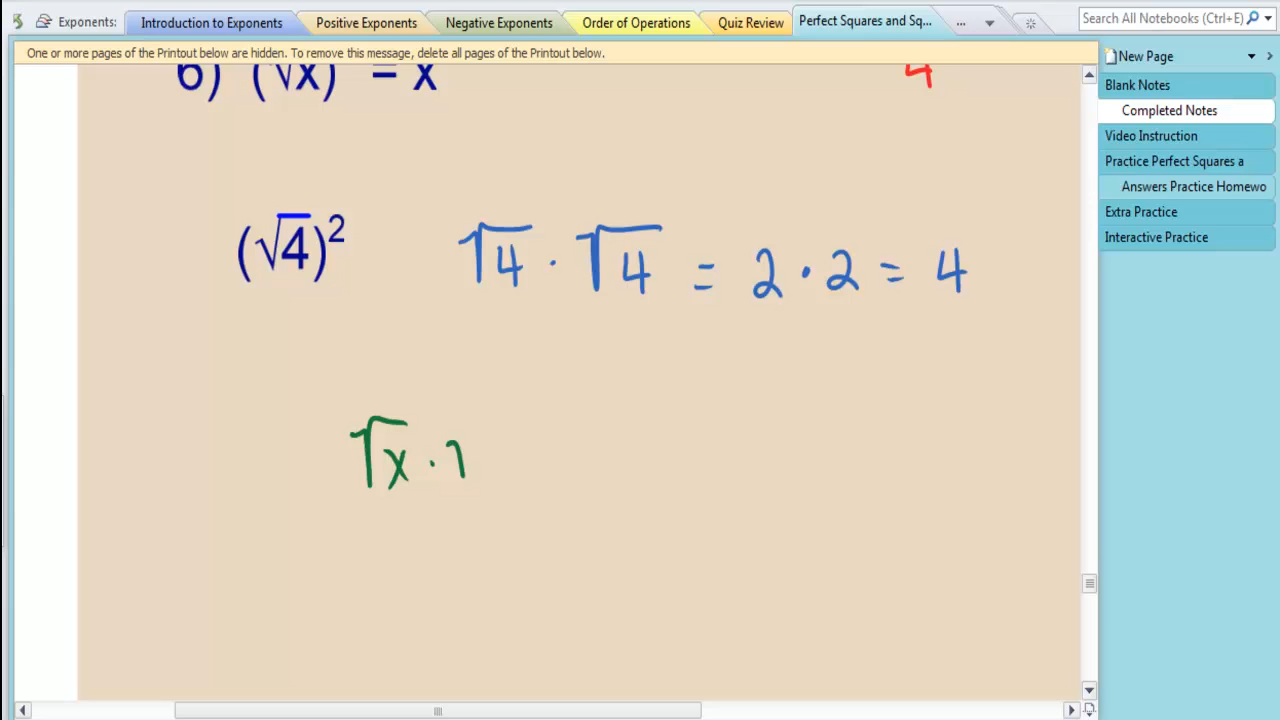 Exponents: Introduction to Exponents Positive Exponents Negative Exponents Order of Operations Quiz Review Perfect Squares and Sq... ... Search All Notebooks (Ctrl+E)
One or more pages of the Printout below are hidden. To remove this message, delete all pages of the Printout below.
New Page
Blank Notes
Completed Notes
Video Instruction
Practice Perfect Squares a
Answers Practice Homewo
Extra Practice
Interactive Practice
6) (√x) = x
4
(√4)² √4 · √4 = 2 · 2 = 4
√x ·